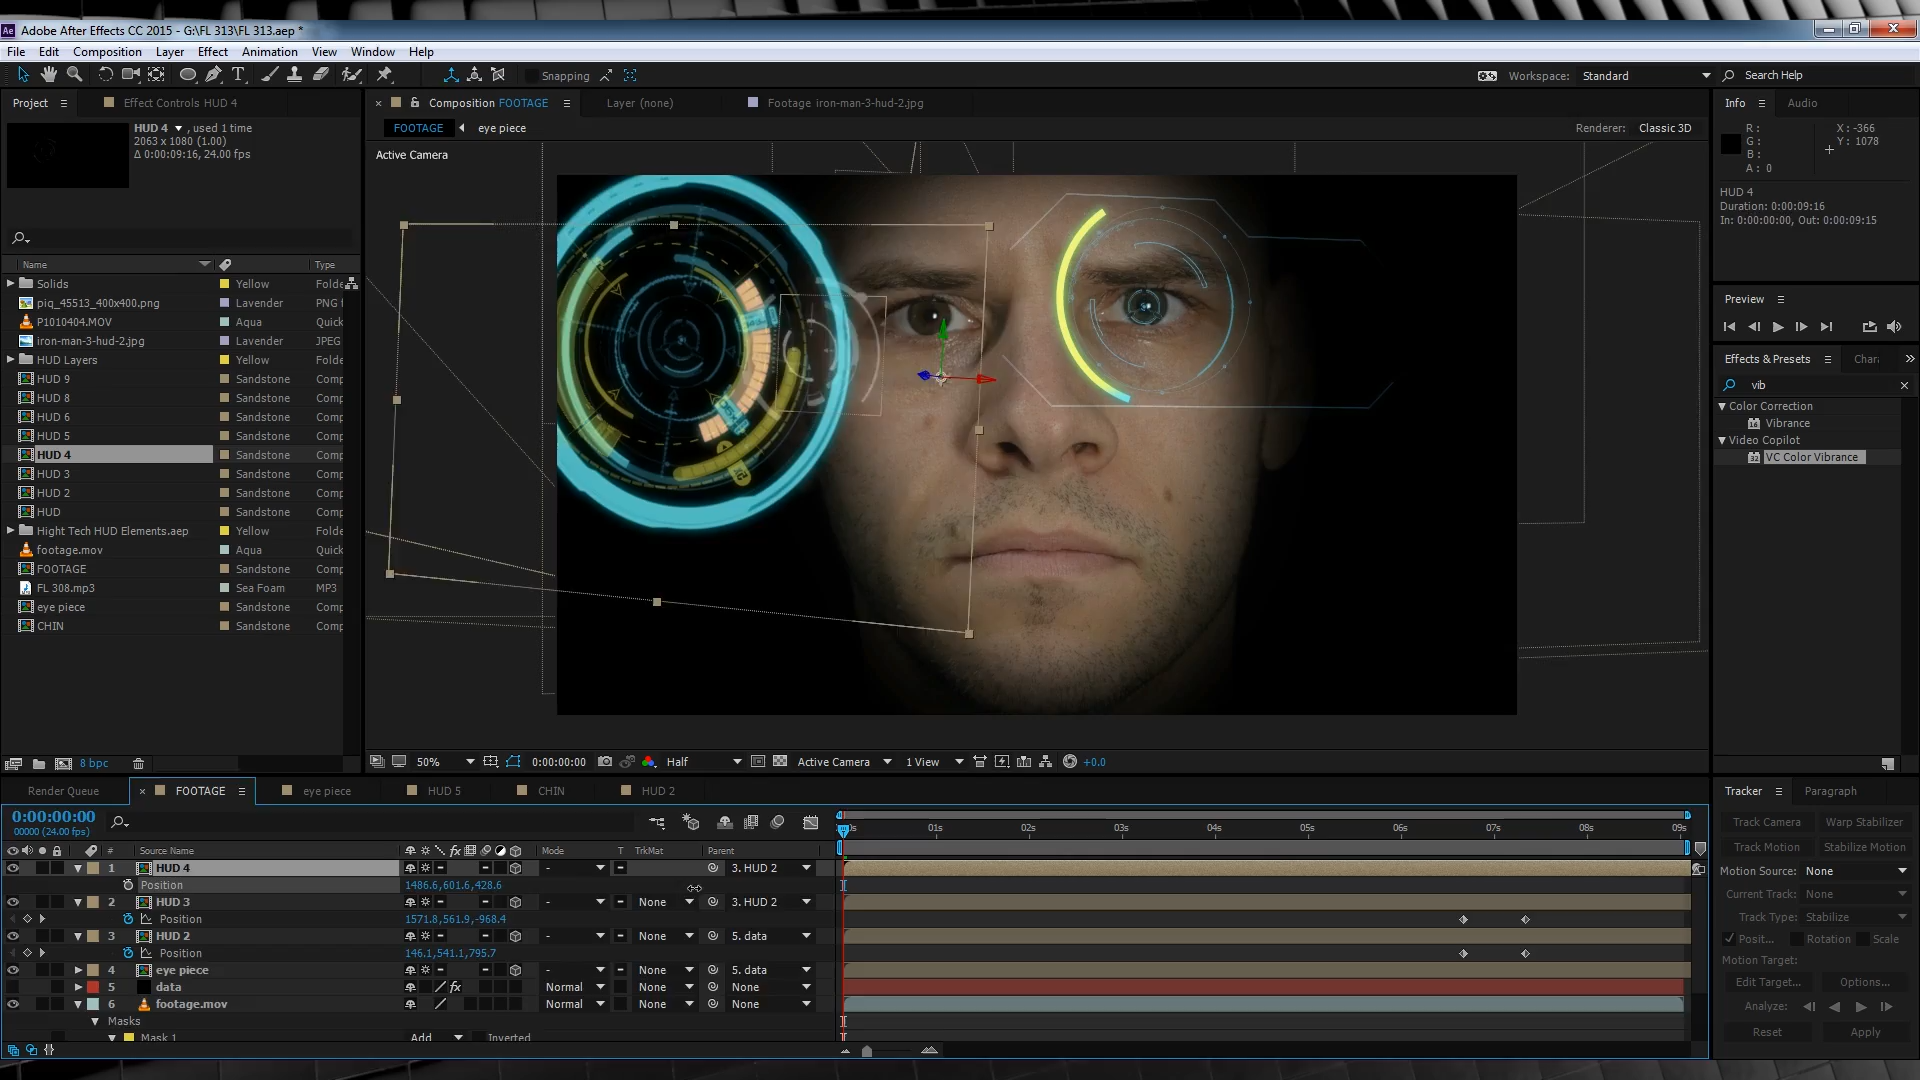 Ae Adobe After Effects CC 2015 - G:\FL 313\FL 313.aep *
File Edit Composition Layer Effect Animation View Window Help
Snapping
Workspace: Standard
Search Help
Project
Effect Controls HUD 4
HUD 4 , used 1 time
2063 x 1080 (1.00)
Δ 0:00:09:16, 24.00 fps
Name Type
Solids Yellow Folde
piq_45513_400x400.png Lavender PNG f
P1010404.MOV Aqua Quick
iron-man-3-hud-2.jpg Lavender JPEG
HUD Layers Yellow Folde
HUD 9 Sandstone Comp
HUD 8 Sandstone Comp
HUD 6 Sandstone Comp
HUD 5 Sandstone Comp
HUD 4 Sandstone Comp
HUD 3 Sandstone Comp
HUD 2 Sandstone Comp
HUD Sandstone Comp
Hight Tech HUD Elements.aep Yellow Folde
footage.mov Aqua Quick
FOOTAGE Sandstone Comp
FL 308.mp3 Sea Foam MP3
eye piece Sandstone Comp
CHIN Sandstone Comp
8 bpc
Composition FOOTAGE
Layer (none)
Footage iron-man-3-hud-2.jpg
FOOTAGE eye piece
Renderer: Classic 3D
Active Camera
50% 0:00:00:00 Half Active Camera 1 View +0.0
Info Audio
R : X : -366
G : Y : 1078
B :
A : 0
HUD 4
Duration: 0:00:09:16
In: 0:00:00:00, Out: 0:00:09:15
Preview
Effects & Presets Chara
vib
Color Correction
Vibrance
Video Copilot
VC Color Vibrance
Render Queue FOOTAGE eye piece HUD 5 CHIN HUD 2
0:00:00:00
00000 (24.00 fps)
01s 02s 03s 04s 05s 06s 07s 08s 09s
# Source Name Mode T TrkMat Parent
1 HUD 4 - 3. HUD 2
Position 1486.6,601.6,428.6
2 HUD 3 - None 3. HUD 2
Position 1571.8,561.9,-968.4
3 HUD 2 - None 5. data
Position 146.1,541.1,795.7
4 eye piece - None 5. data
5 data Normal None None
6 footage.mov Normal None None
Masks
Mask 1 Add Inverted
Tracker Paragraph
Track Camera Warp Stabilizer
Track Motion Stabilize Motion
Motion Source: None
Current Track: None
Track Type: Stabilize
Posit... Rotation Scale
Motion Target:
Edit Target... Options...
Analyze:
Reset Apply